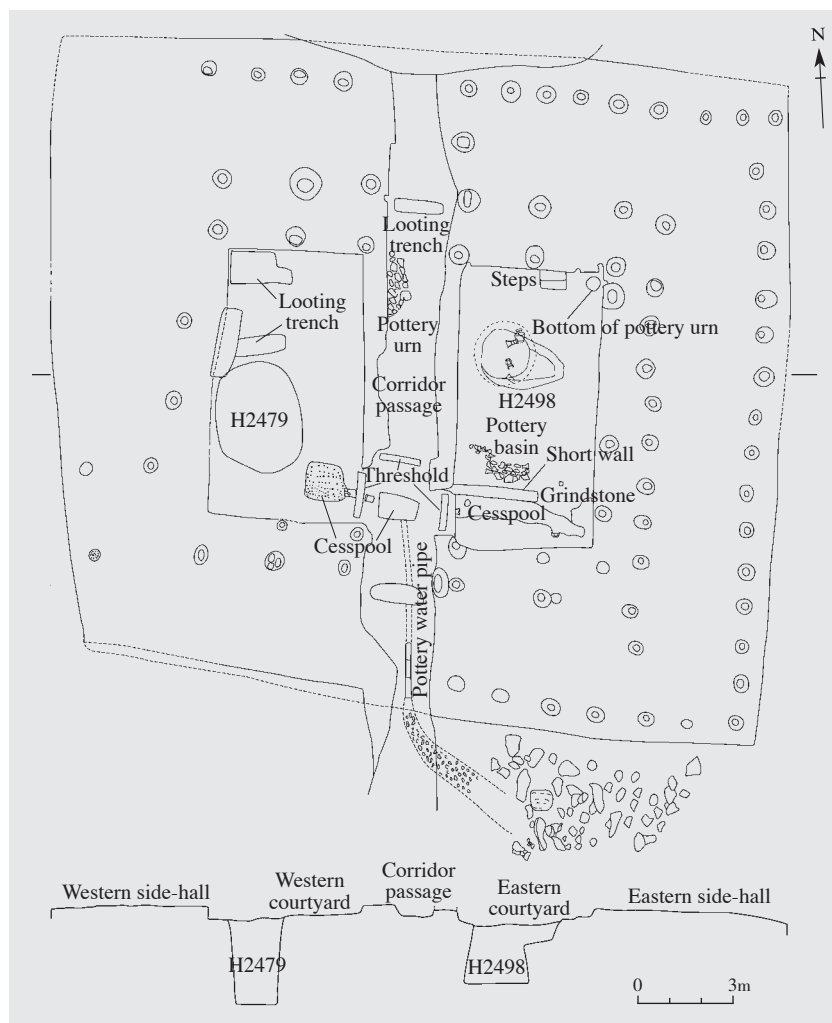 N
Looting
trench
Steps
Looting
trench
Pottery
urn
Bottom of pottery urn
Corridor
passage
H2498
H2479
Pottery
basin
Short wall
Threshold
Grindstone
Cesspool
Cesspool
Pottery water pipe
Western side-hall
Western
courtyard
Corridor
passage
Eastern
courtyard
Eastern side-hall
H2479
H2498
0 3m